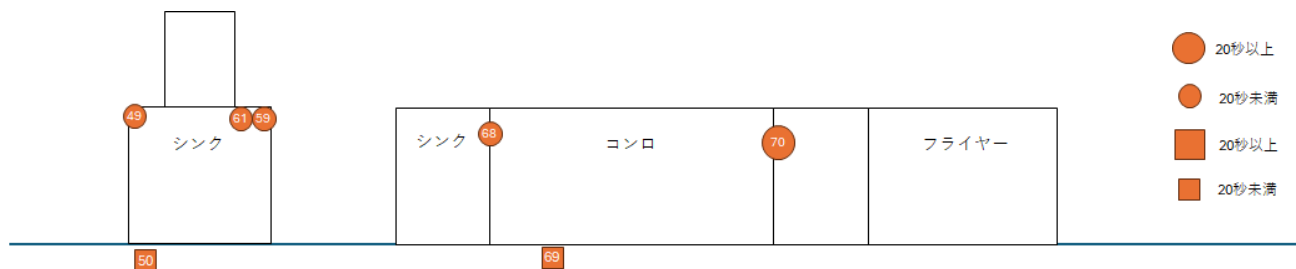 20秒以上
49
61
59
20秒未満
シンク
シンク
68
コンロ
70
フライヤー
20秒以上
20秒未満
50
69